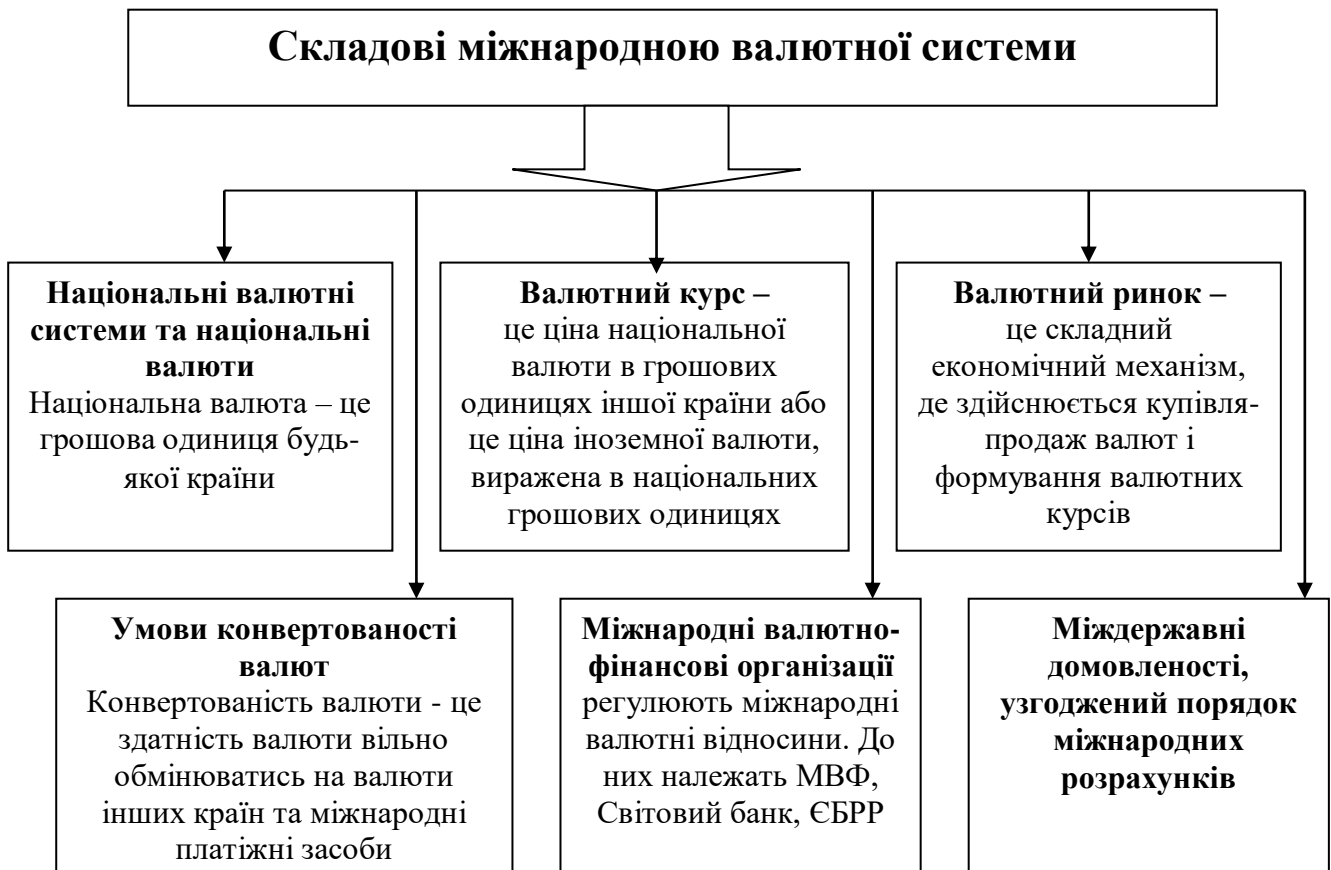 Складові міжнародною валютної системи
Національні валютні
системи та національні
валюти
Національна валюта – це
грошова одиниця будь-
якої країни
Валютний курс –
це ціна національної
валюти в грошових
одиницях іншої країни або
це ціна іноземної валюти,
виражена в національних
грошових одиницях
Валютний ринок –
це складний
економічний механізм,
де здійснюється купівля-
продаж валют і
формування валютних
курсів
Умови конвертованості
валют
Конвертованість валюти - це
здатність валюти вільно
обмінюватись на валюти
інших країн та міжнародні
платіжні засоби
Міжнародні валютно-
фінансові організації
регулюють міжнародні
валютні відносини. До
них належать МВФ,
Світовий банк, ЄБРР
Міждержавні
домовленості,
узгоджений порядок
міжнародних
розрахунків